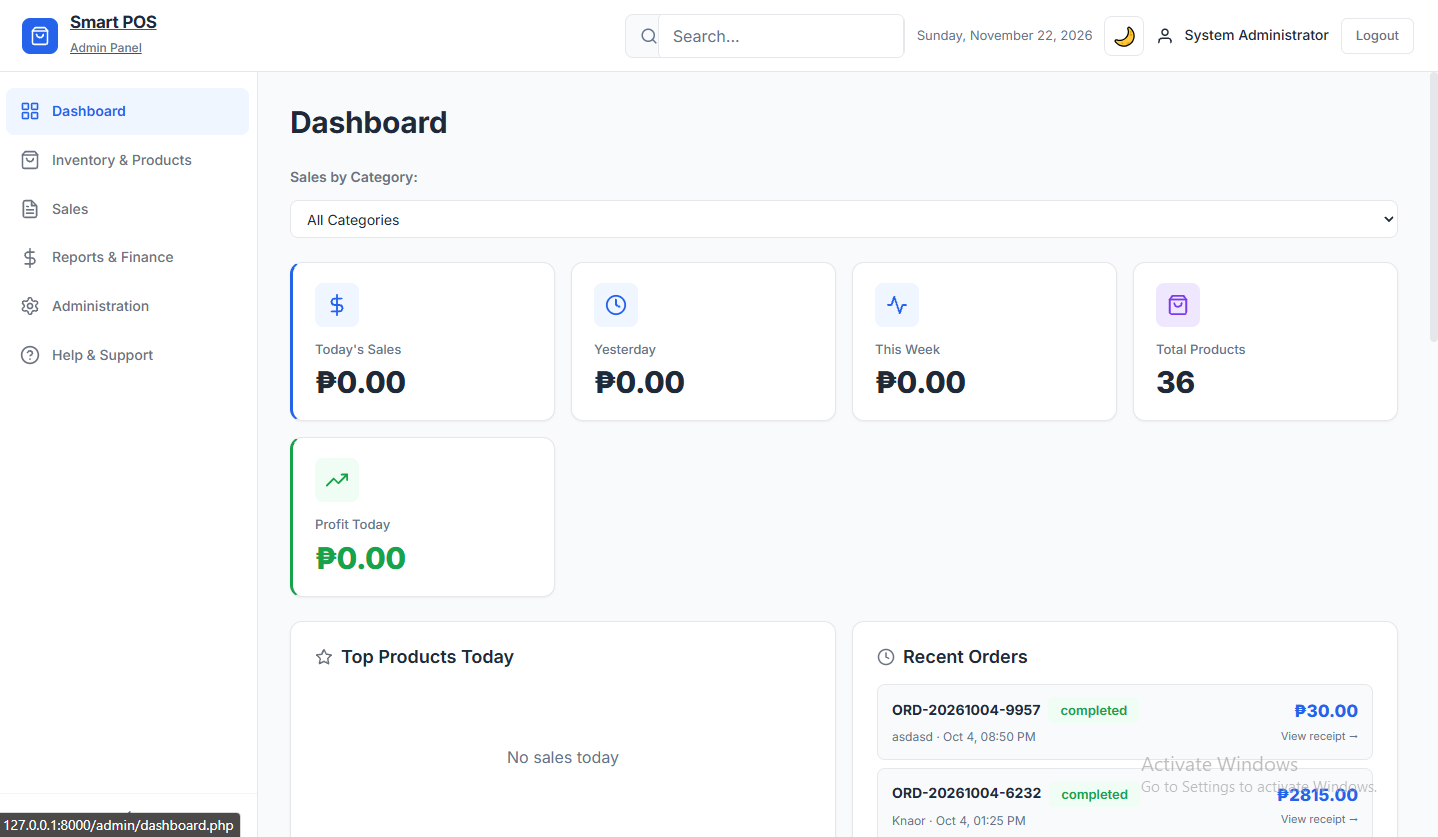 Smart POS
Admin Panel
Search...
Sunday, November 22, 2026
System Administrator
Logout
Dashboard
Inventory & Products
Sales
Reports & Finance
Administration
Help & Support
Dashboard
Sales by Category:
All Categories
Today's Sales
₱0.00
Yesterday
₱0.00
This Week
₱0.00
Total Products
36
Profit Today
₱0.00
Top Products Today
No sales today
Recent Orders
ORD-20261004-9957 completed ₱30.00
asdasd · Oct 4, 08:50 PM View receipt →
ORD-20261004-6232 completed ₱2815.00
Knaor · Oct 4, 01:25 PM View receipt →
Activate Windows
Go to Settings to activate Windows.
127.0.0.1:8000/admin/dashboard.php